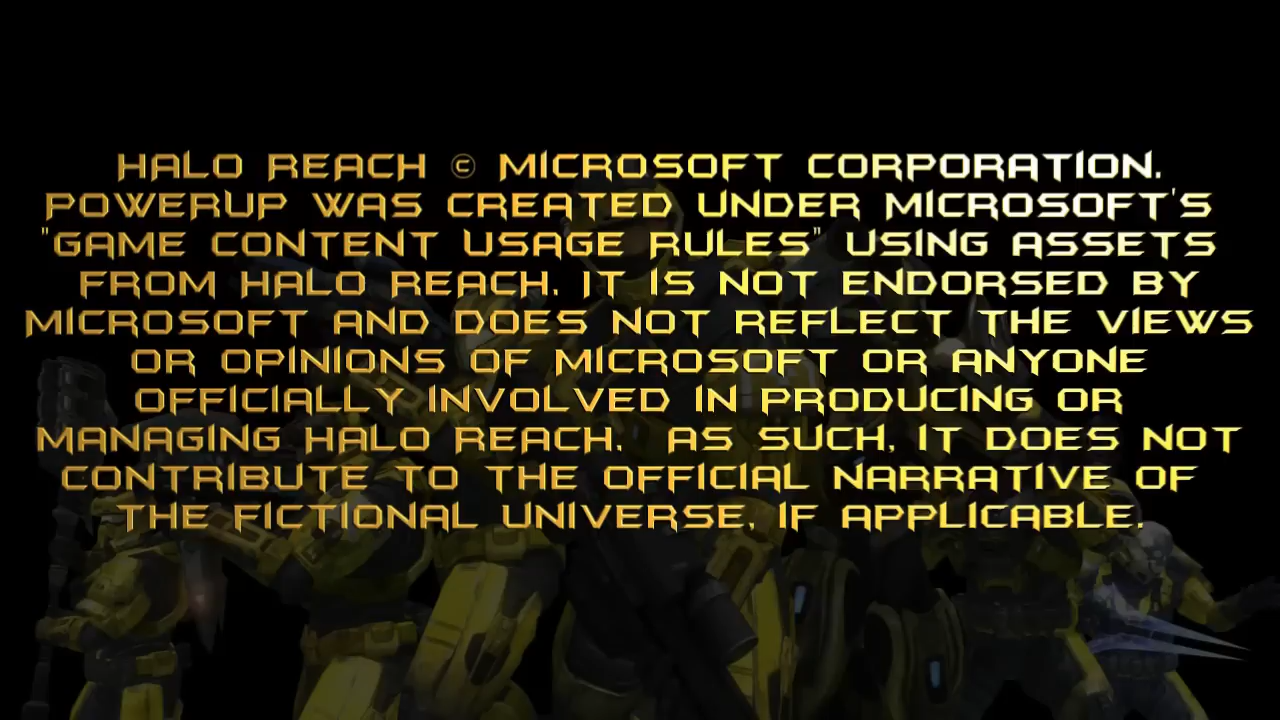 HALO REACH © MICROSOFT CORPORATION.
POWERUP WAS CREATED UNDER MICROSOFT'S
"GAME CONTENT USAGE RULES" USING ASSETS
FROM HALO REACH. IT IS NOT ENDORSED BY
MICROSOFT AND DOES NOT REFLECT THE VIEWS
OR OPINIONS OF MICROSOFT OR ANYONE
OFFICIALLY INVOLVED IN PRODUCING OR
MANAGING HALO REACH.  AS SUCH, IT DOES NOT
CONTRIBUTE TO THE OFFICIAL NARRATIVE OF
THE FICTIONAL UNIVERSE, IF APPLICABLE.